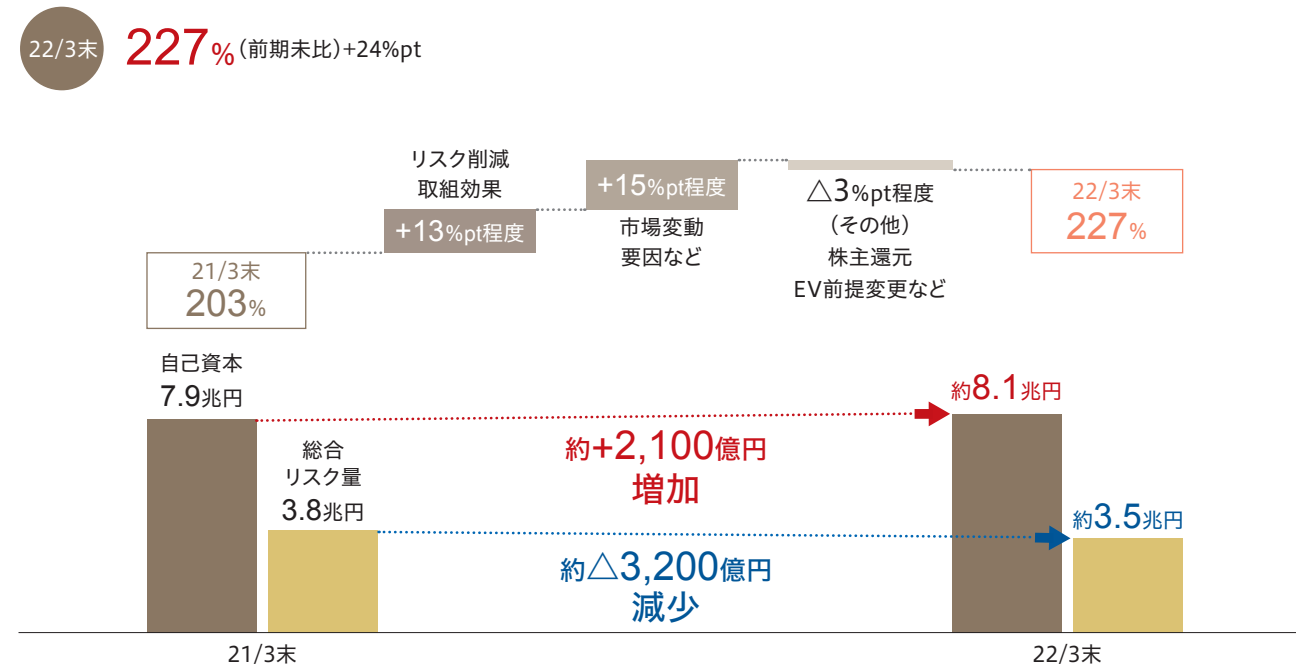 22/3末
227%(前期末比)+24%pt
リスク削減
取組効果
+13%pt程度
+15%pt程度
市場変動
要因など
△3%pt程度
(その他)
株主還元
EV前提変更など
22/3末
227%
21/3末
203%
自己資本
7.9兆円
総合
リスク量
3.8兆円
約+2,100億円
増加
約△3,200億円
減少
約8.1兆円
約3.5兆円
21/3末
22/3末